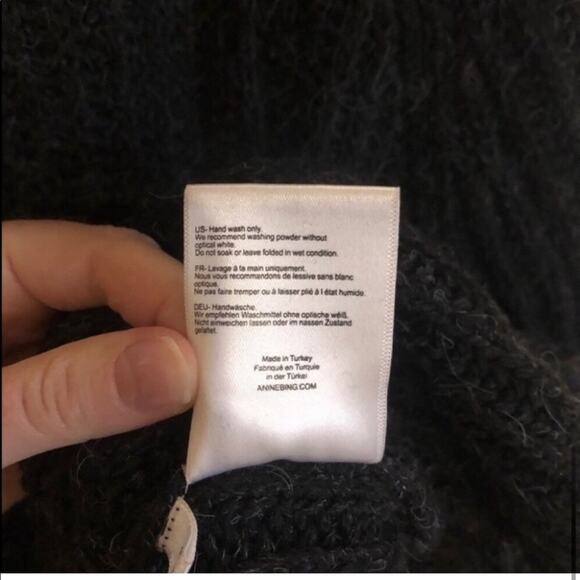 US- Hand wash only.
We recommend washing powder without
optical white.
Do not soak or leave folded in wet condition.
FR- Lavage à la main uniquement.
Nous vous recommandons de lessive sans blanc
optique.
Ne pas faire tremper ou à laisser plié à l état humide.
DEU- Handwäsche.
Wir empfehlen Waschmittel ohne optische weiß.
Nicht einweichen lassen oder im nassen Zustand
gefaltet.
Made in Turkey
Fabriqué en Turquie
in der Türkei
ANINEBING.COM